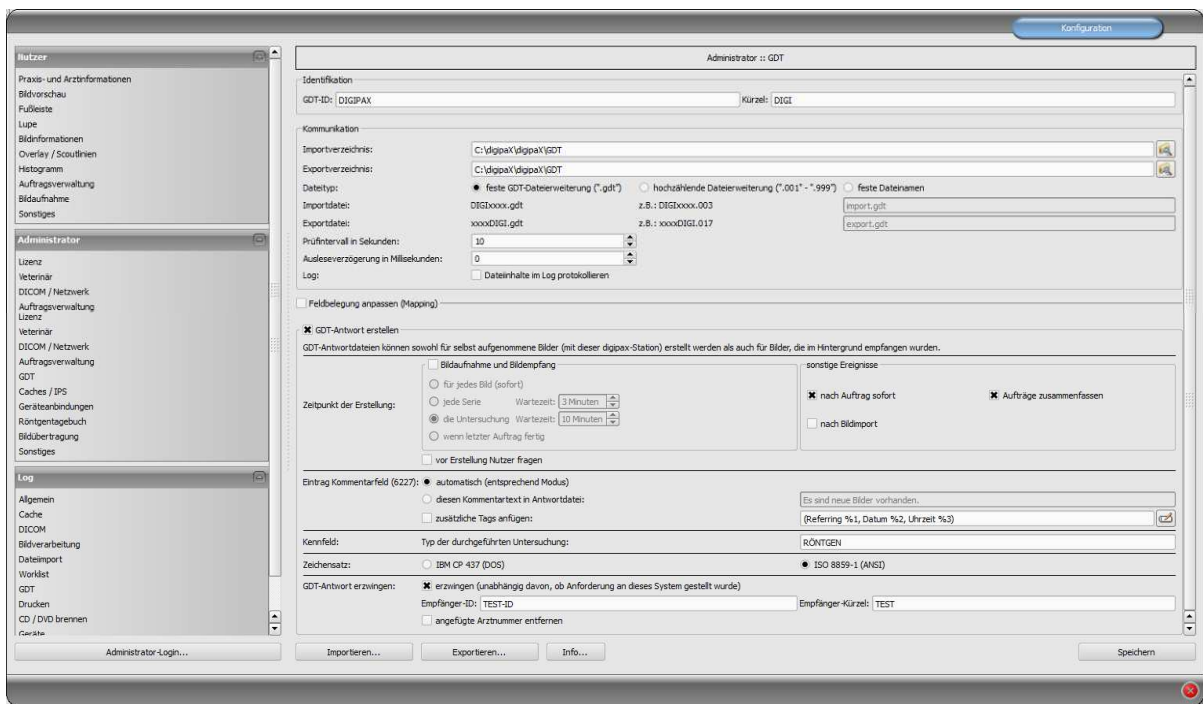 Konfiguration
Nutzer
Praxis- und Arztinformationen
Bildvorschau
Fußleiste
Lupe
Bildinformationen
Overlay / Scoutlinien
Histogramm
Auftragsverwaltung
Bildaufnahme
Sonstiges
Administrator
Lizenz
Veterinär
DICOM / Netzwerk
Auftragsverwaltung
Lizenz
Veterinär
DICOM / Netzwerk
Auftragsverwaltung
GDT
Caches / IPS
Geräteanbindungen
Röntgentagebuch
Bildübertragung
Sonstiges
Log
Allgemein
Cache
DICOM
Bildverarbeitung
Dateiimport
Worklist
GDT
Drucken
CD / DVD brennen
Geräte
Administrator-Login...
Administrator :: GDT
Identifikation
GDT-ID: DIGIPAX Kürzel: DIGI
Kommunikation
Importverzeichnis: C:\digipaX\digipaX\GDT
Exportverzeichnis: C:\digipaX\digipaX\GDT
Dateityp: feste GDT-Dateierweiterung (".gdt") hochzählende Dateierweiterung (".001" - ".999") feste Dateinamen
Importdatei: DIGIxxxx.gdt z.B.: DIGIxxxx.003 import.gdt
Exportdatei: xxxxDIGI.gdt z.B.: xxxxDIGI.017 export.gdt
Prüfintervall in Sekunden: 10
Ausleseverzögerung in Millisekunden: 0
Log: Dateiinhalte im Log protokollieren
Feldbelegung anpassen (Mapping)
GDT-Antwort erstellen
GDT-Antwortdateien können sowohl für selbst aufgenommene Bilder (mit dieser digipax-Station) erstellt werden als auch für Bilder, die im Hintergrund empfangen wurden.
Zeitpunkt der Erstellung:
Bildaufnahme und Bildempfang
für jedes Bild (sofort)
jede Serie Wartezeit: 3 Minuten
die Untersuchung Wartezeit: 10 Minuten
wenn letzter Auftrag fertig
vor Erstellung Nutzer fragen
sonstige Ereignisse
nach Auftrag sofort Aufträge zusammenfassen
nach Bildimport
Eintrag Kommentarfeld (6227): automatisch (entsprechend Modus)
diesen Kommentartext in Antwortdatei: Es sind neue Bilder vorhanden.
zusätzliche Tags anfügen: (Referring %1, Datum %2, Uhrzeit %3)
Kennfeld: Typ der durchgeführten Untersuchung: RÖNTGEN
Zeichensatz: IBM CP 437 (DOS) ISO 8859-1 (ANSI)
GDT-Antwort erzwingen: erzwingen (unabhängig davon, ob Anforderung an dieses System gestellt wurde)
Empfänger-ID: TEST-ID Empfänger-Kürzel: TEST
angefügte Arztnummer entfernen
Importieren... Exportieren... Info... Speichern